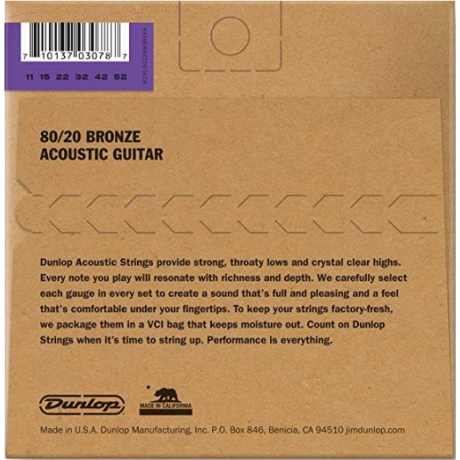 7 10137 03078 7
11 15 22 32 42 52
80/20 BRONZE
ACOUSTIC GUITAR
Dunlop Acoustic Strings provide strong, throaty lows and crystal clear highs.
Every note you play will resonate with richness and depth. We carefully select
each gauge in every set to create a sound that's full and pleasing and a feel
that's comfortable under your fingertips. To keep your strings factory-fresh,
we package them in a VCI bag that keeps moisture out. Count on Dunlop
Strings when it's time to string up. Performance is everything.
Dunlop
MADE IN CALIFORNIA
Made in U.S.A. Dunlop Manufacturing, Inc. P.O. Box 846, Benicia, CA 94510 jimdunlop.com